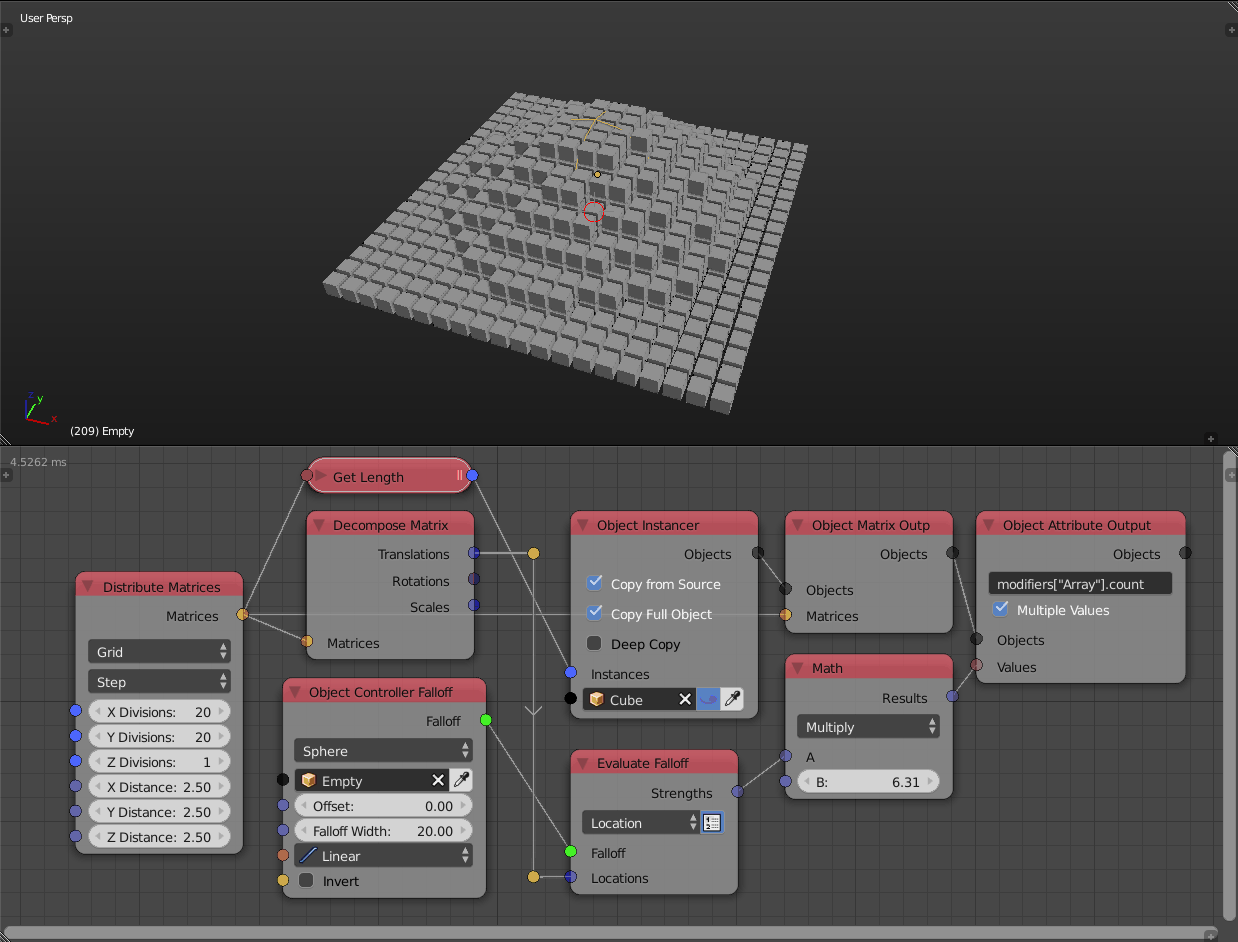 User Persp
z
y
x
(209) Empty
4.5262 ms
Get Length
Decompose Matrix
Translations
Rotations
Scales
Matrices
Distribute Matrices
Matrices
Grid
Step
X Divisions: 20
Y Divisions: 20
Z Divisions: 1
X Distance: 2.50
Y Distance: 2.50
Z Distance: 2.50
Object Controller Falloff
Falloff
Sphere
Empty
Offset: 0.00
Falloff Width: 20.00
Linear
Invert
Object Instancer
Objects
Copy from Source
Copy Full Object
Deep Copy
Instances
Cube
Evaluate Falloff
Strengths
Location
Falloff
Locations
Object Matrix Outp
Objects
Objects
Matrices
Math
Results
Multiply
A
B: 6.31
Object Attribute Output
Objects
modifiers["Array"].count
Multiple Values
Objects
Values